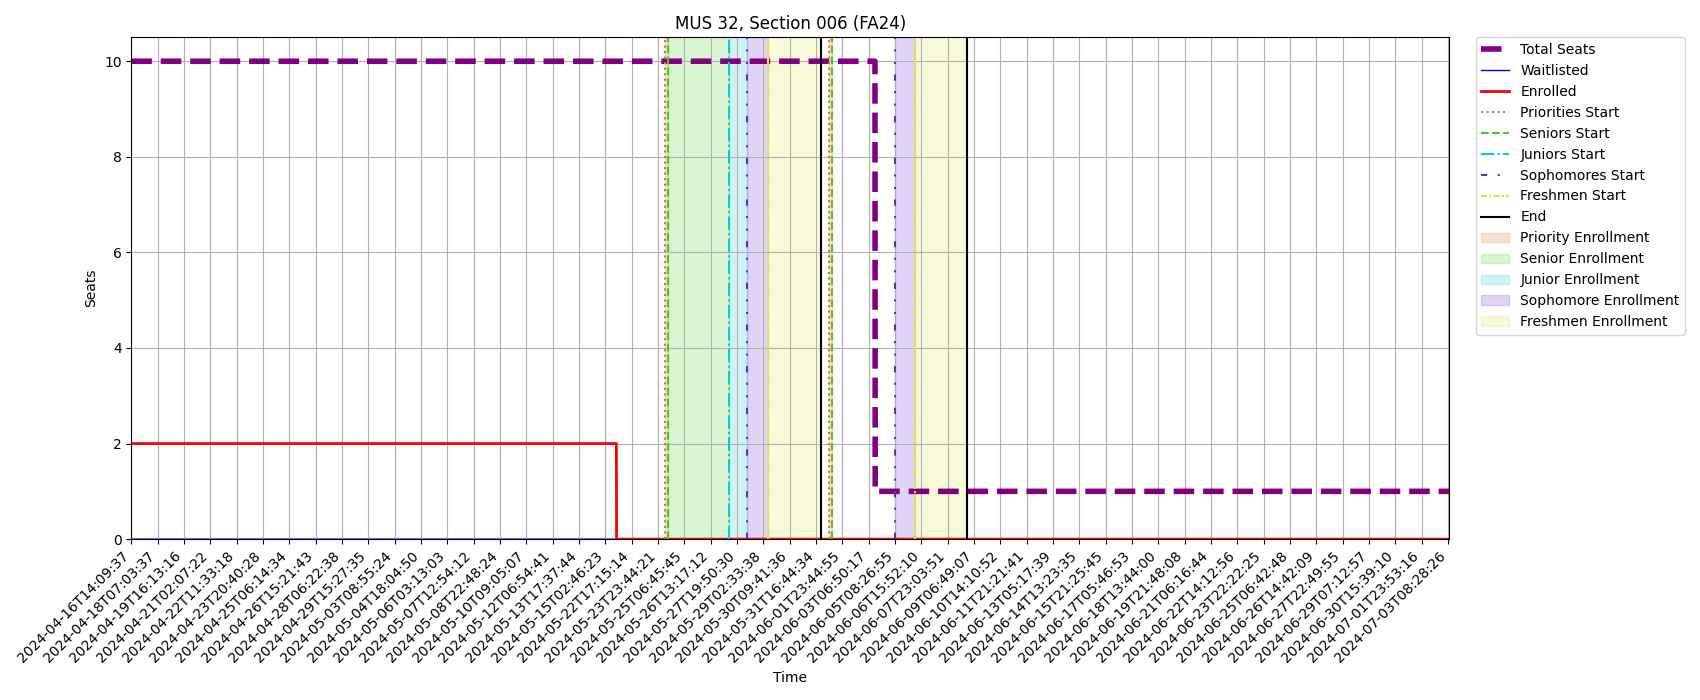 MUS 32, Section 006 (FA24)
10
8
6
4
2
0
Seats
2024-04-16T14:09:37
2024-04-18T07:03:37
2024-04-19T16:13:16
2024-04-21T02:07:22
2024-04-22T11:33:18
2024-04-23T20:40:28
2024-04-25T06:14:34
2024-04-26T15:21:43
2024-04-28T06:22:38
2024-04-29T15:27:35
2024-05-03T08:55:24
2024-05-04T18:04:50
2024-05-06T03:13:03
2024-05-07T12:54:12
2024-05-08T22:48:24
2024-05-10T09:05:07
2024-05-12T06:54:41
2024-05-13T17:37:44
2024-05-15T02:46:23
2024-05-22T17:15:14
2024-05-23T23:44:21
2024-05-25T06:45:45
2024-05-26T13:17:12
2024-05-27T19:50:30
2024-05-29T02:33:38
2024-05-30T09:41:36
2024-05-31T16:44:34
2024-06-01T23:44:55
2024-06-03T06:50:17
2024-06-05T08:26:55
2024-06-06T15:52:10
2024-06-07T23:03:51
2024-06-09T06:49:07
2024-06-10T14:10:52
2024-06-11T21:21:41
2024-06-13T05:17:39
2024-06-14T13:23:35
2024-06-15T21:25:45
2024-06-17T05:46:53
2024-06-18T13:44:00
2024-06-19T21:48:08
2024-06-21T06:16:44
2024-06-22T14:12:56
2024-06-23T22:22:25
2024-06-25T06:42:48
2024-06-26T14:42:09
2024-06-27T22:49:55
2024-06-29T07:12:57
2024-06-30T15:39:10
2024-07-01T23:53:16
2024-07-03T08:28:26
Time
Total Seats
Waitlisted
Enrolled
Priorities Start
Seniors Start
Juniors Start
Sophomores Start
Freshmen Start
End
Priority Enrollment
Senior Enrollment
Junior Enrollment
Sophomore Enrollment
Freshmen Enrollment